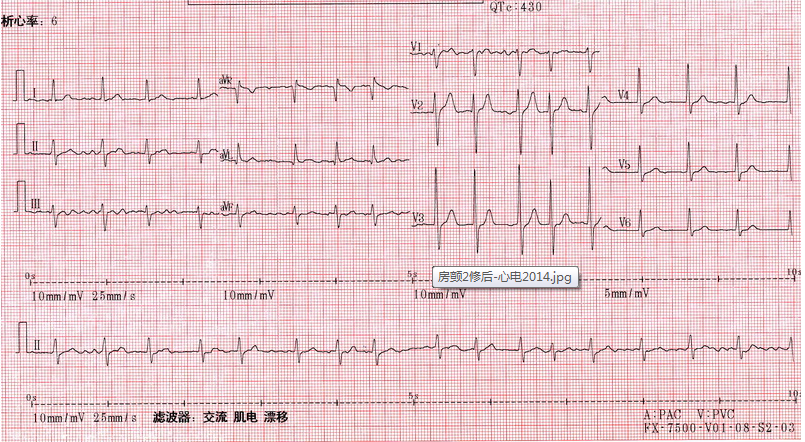 QTc:430
析心率: 6
V1
I
aVR
V2
V4
II
aVL
V5
III
aVF
V3
V6
房颤2修后-心电2014.jpg
0s
5s
10s
10mm/mV 25mm/s
10mm/mV
10mm/mV
5mm/mV
II
0s
5s
10s
10mm/mV 25mm/s 滤波器: 交流 肌电 漂移
A:PAC V:PVC
FX-7500-V01-08-S2-03